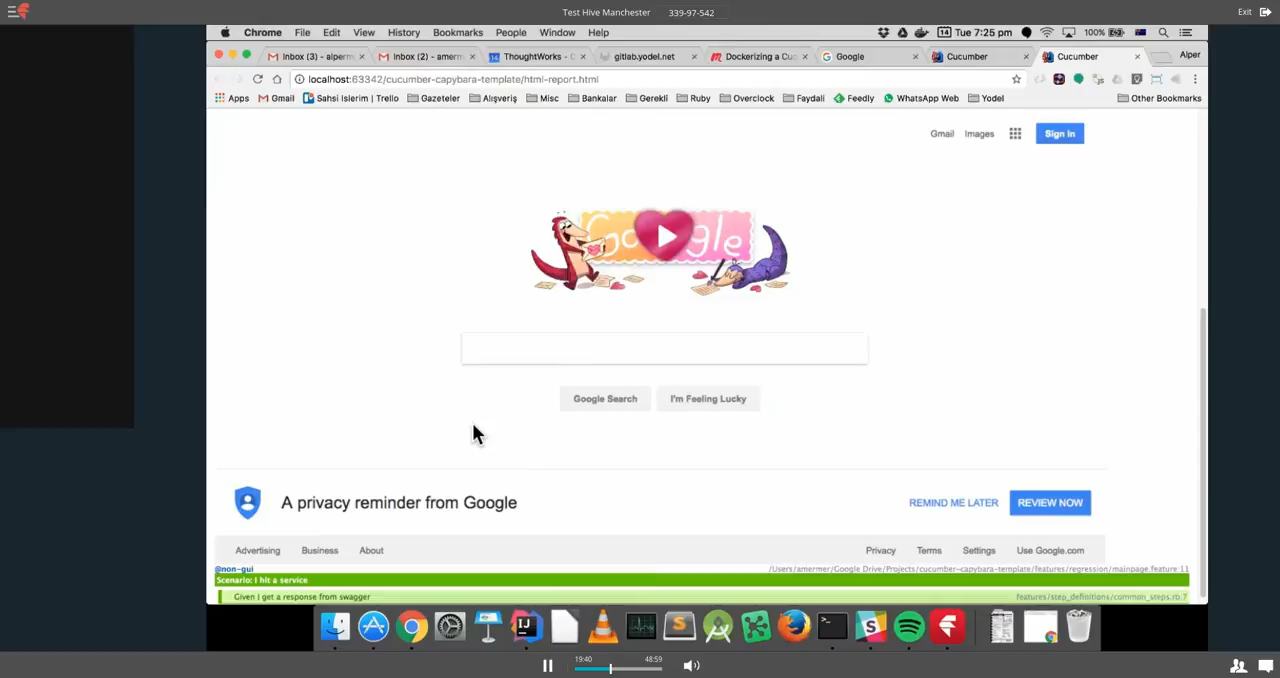 Test Hive Manchester 339-97-542 Exit
Chrome File Edit View History Bookmarks People Window Help 14 Tue 7:25 pm 100%
Inbox (3) - alperm Inbox (2) - amerm 14 ThoughtWorks - gitlab.yodel.net Dockerizing a Cuc Google Cucumber Cucumber Alper
localhost:63342/cucumber-capybara-template/html-report.html
Apps Gmail Sahsi Islerim | Trello Gazeteler Alışveriş Misc Bankalar Gerekli Ruby Overclock Faydali Feedly WhatsApp Web Yodel Other Bookmarks
Gmail Images Sign in
Google
Google Search I'm Feeling Lucky
A privacy reminder from Google REMIND ME LATER REVIEW NOW
Advertising Business About Privacy Terms Settings Use Google.com
@non-gui /Users/amermer/Google Drive/Projects/cucumber-capybara-template/features/regression/mainpage.feature:11
Scenario: I hit a service
Given I get a response from swagger features/step_definitions/common_steps.rb:7
IJ S S
19:40 48:59